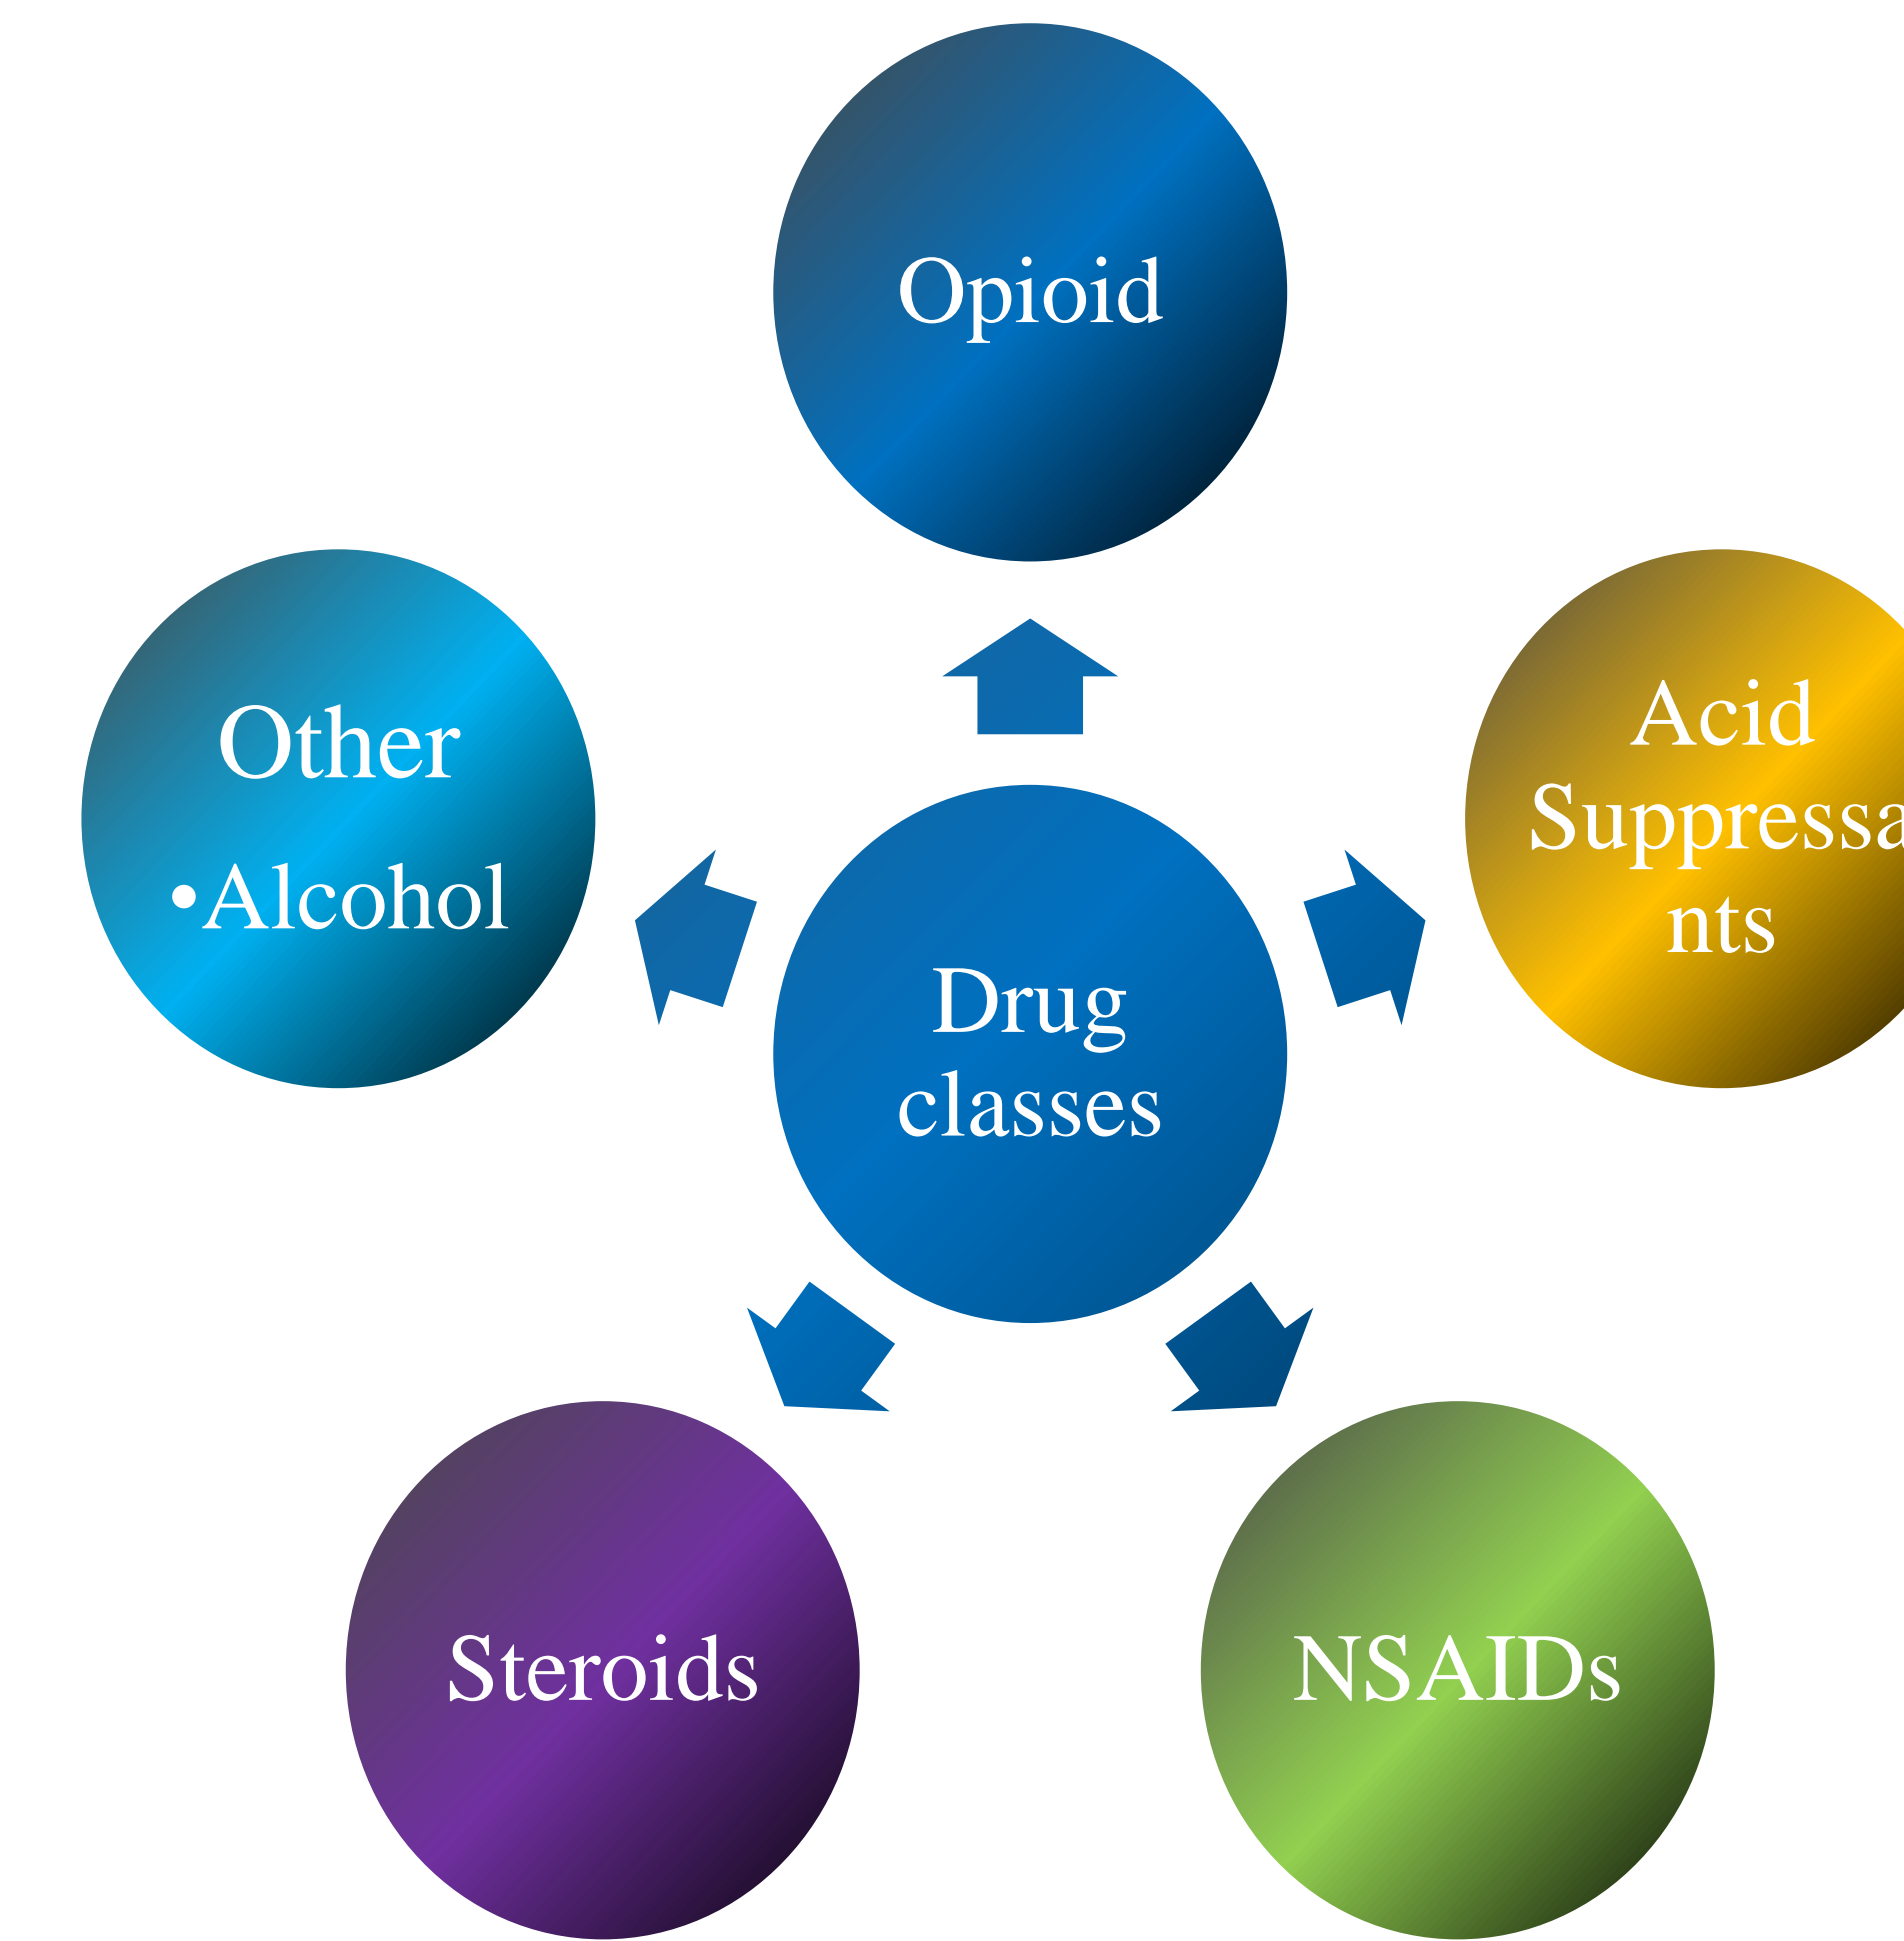 Opioid
Acid
Suppressa
nts
NSAIDs
Steroids
Other
•Alcohol
Drug
classes